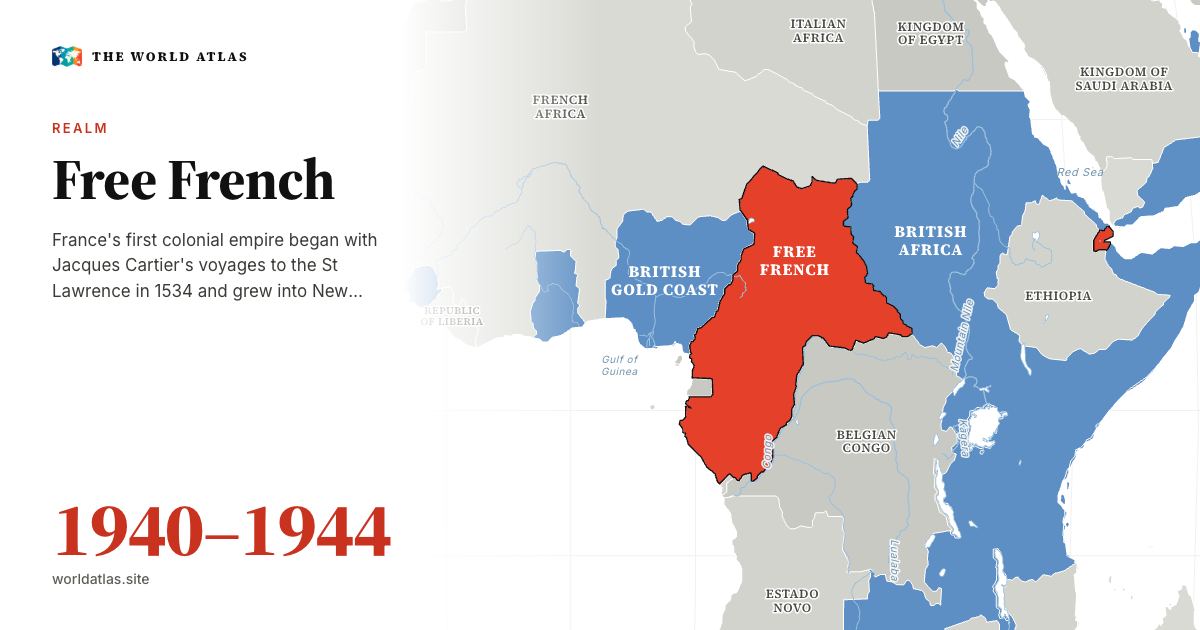 THE WORLD ATLAS
REALM
Free French
France's first colonial empire began with
Jacques Cartier's voyages to the St
Lawrence in 1534 and grew into New...
1940–1944
worldatlas.site
ITALIAN
AFRICA
KINGDOM
OF EGYPT
KINGDOM OF
SAUDI ARABIA
FRENCH
AFRICA
Nile
Red Sea
BRITISH
AFRICA
FREE
FRENCH
BRITISH
GOLD COAST
ETHIOPIA
REPUBLIC
OF LIBERIA
Mountain Nile
Gulf of
Guinea
Kagera
BELGIAN
CONGO
Congo
Lualaba
ESTADO
NOVO